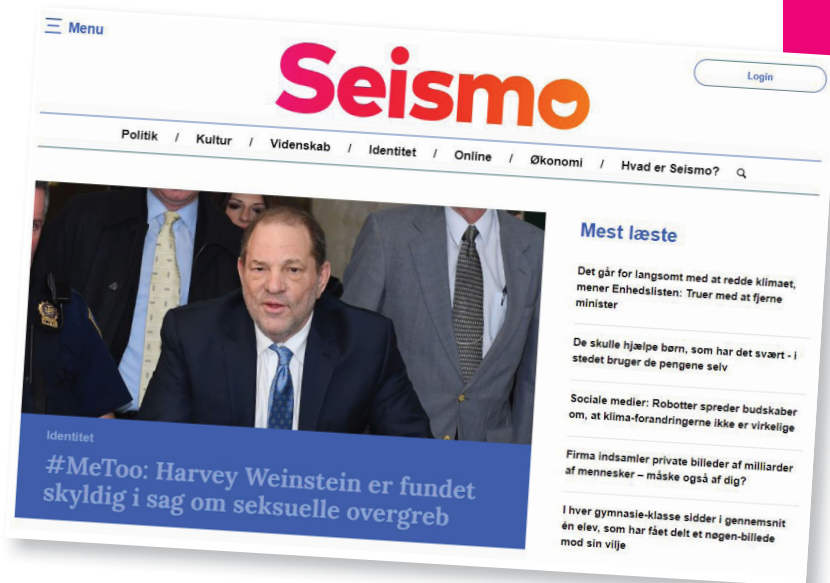 Menu
Seismo
Login
Politik / Kultur / Videnskab / Identitet / Online / Økonomi / Hvad er Seismo?
Identitet
#MeToo: Harvey Weinstein er fundet
skyldig i sag om seksuelle overgreb
Mest læste
Det går for langsomt med at redde klimaet,
mener Enhedslisten: Truer med at fjerne
minister
De skulle hjælpe børn, som har det svært - i
stedet bruger de pengene selv
Sociale medier: Robotter spreder budskaber
om, at klima-forandringerne ikke er virkelige
Firma indsamler private billeder af milliarder
af mennesker – måske også af dig?
I hver gymnasie-klasse sidder i gennemsnit
én elev, som har fået delt et nøgen-billede
mod sin vilje